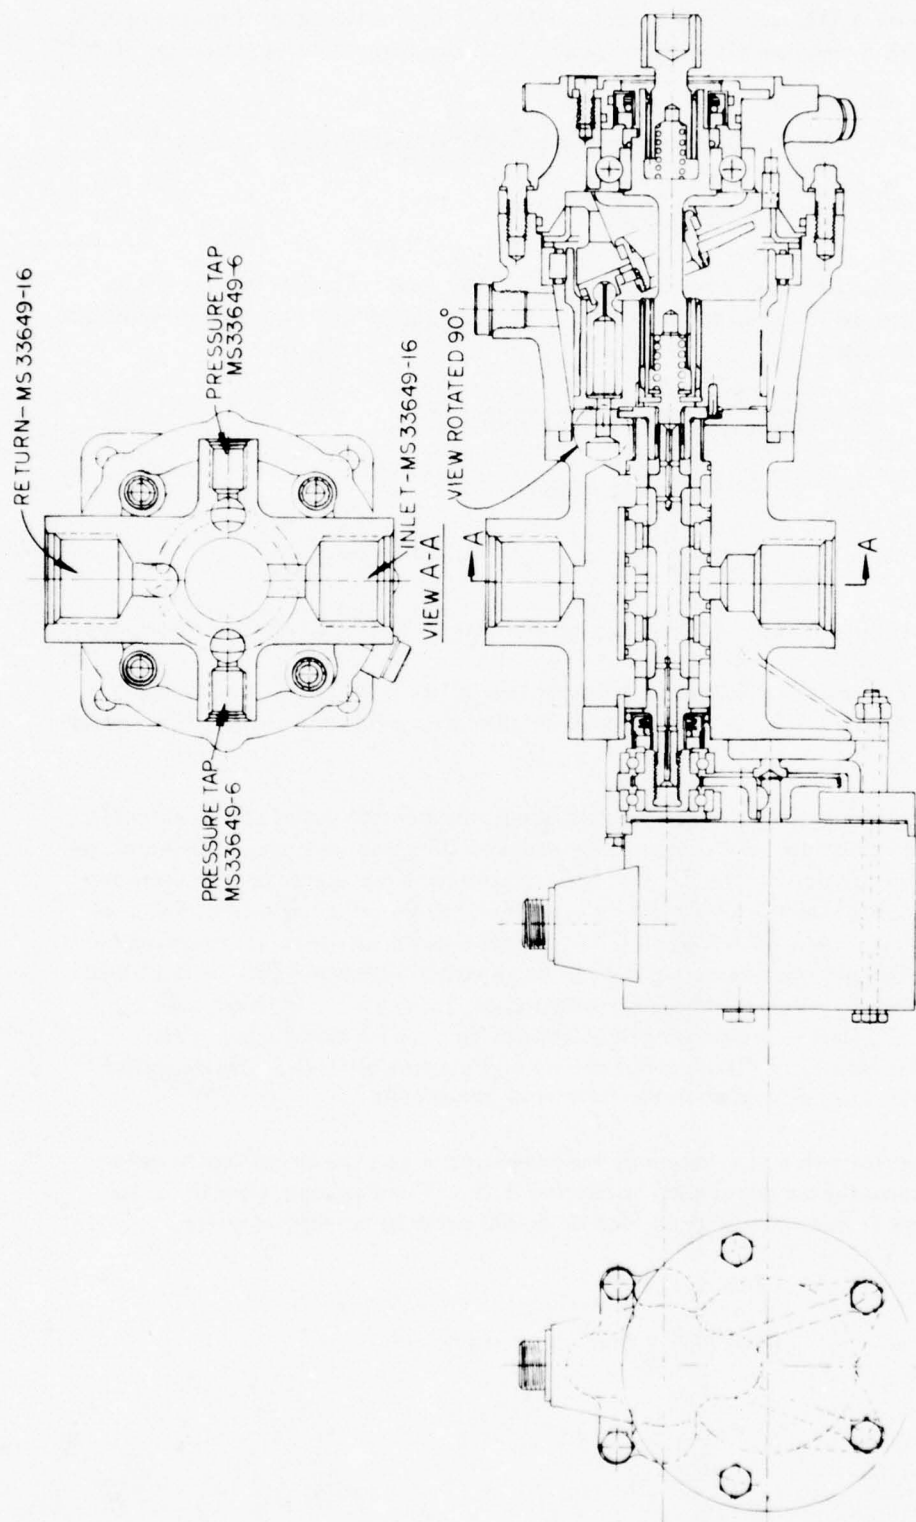 RETURN-MS 33649-16
PRESSURE TAP
MS33649-6
INLET-MS 33649-16
VIEW A-A
PRESSURE TAP
MS33649-6
VIEW ROTATED 90°
A
A